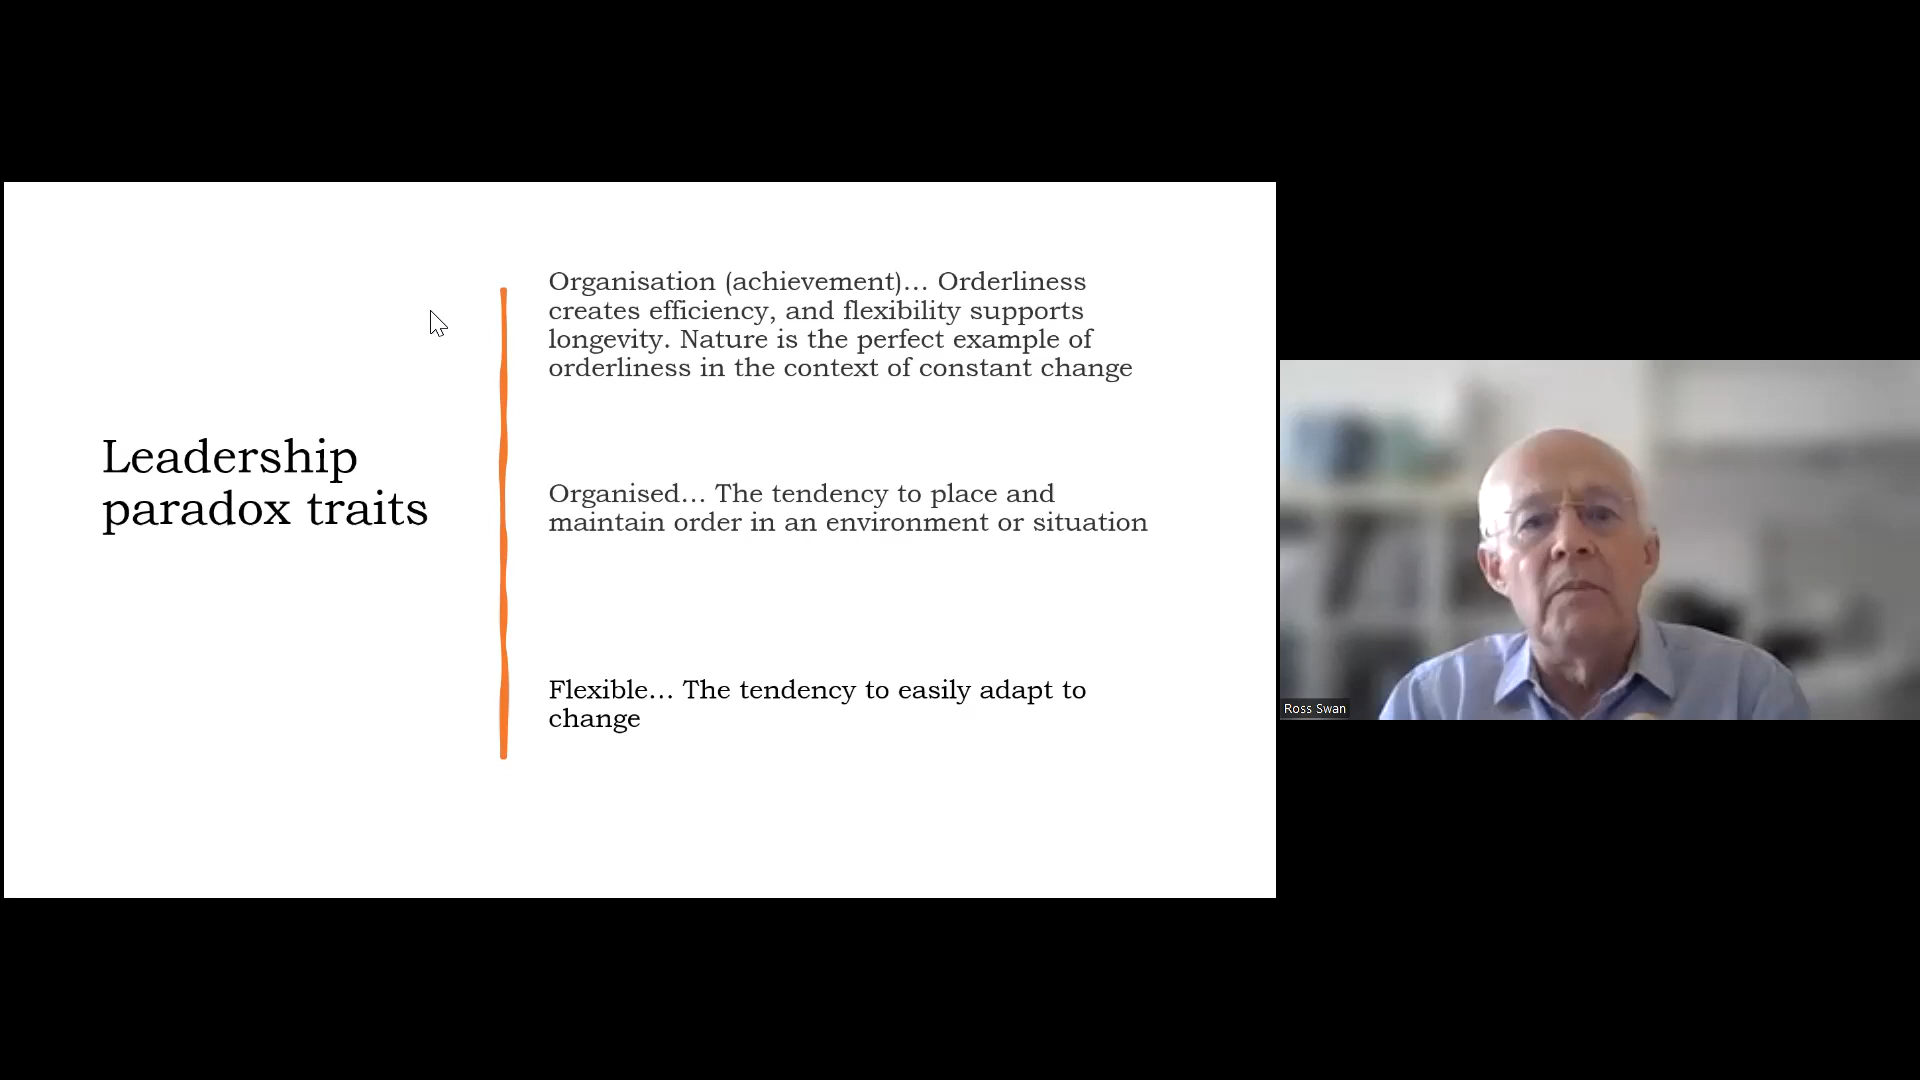 Leadership
paradox traits
Organisation (achievement)... Orderliness
creates efficiency, and flexibility supports
longevity. Nature is the perfect example of
orderliness in the context of constant change
Organised... The tendency to place and
maintain order in an environment or situation
Flexible... The tendency to easily adapt to
change
Ross Swan